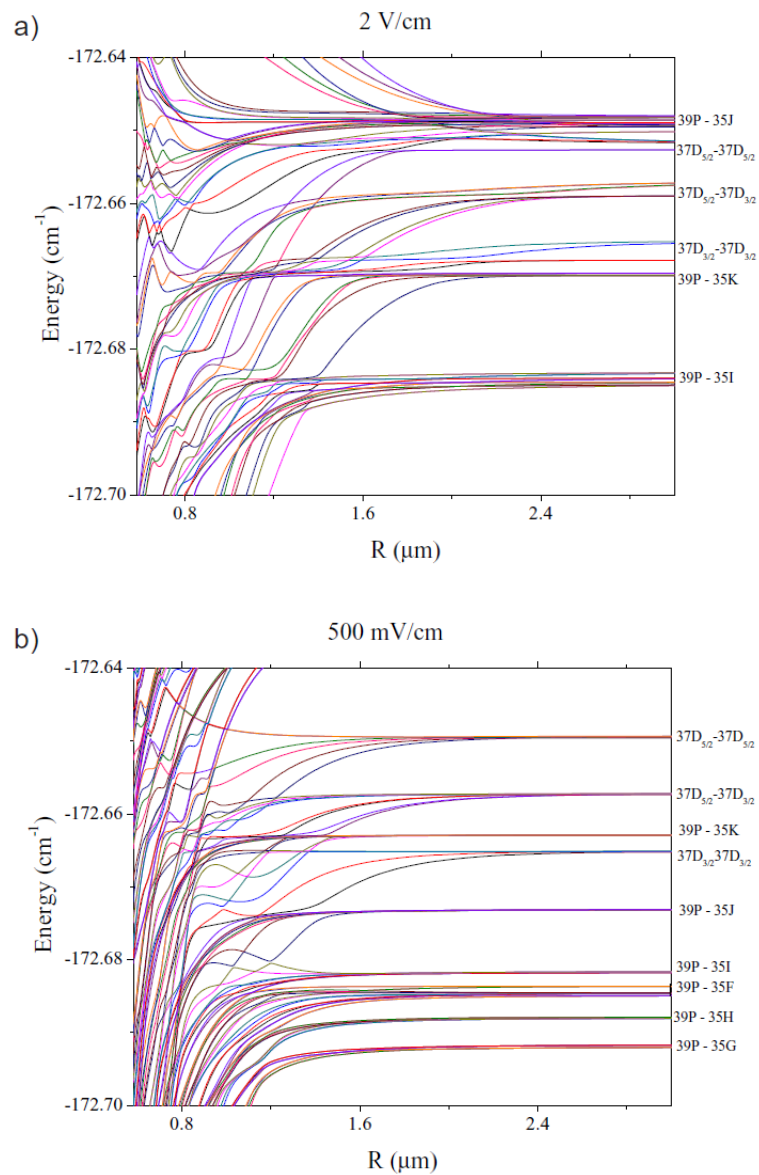 a)
2 V/cm
-172.64
-172.66
-172.68
-172.70
Energy (cm⁻¹)
39P - 35J
37D₅/₂-37D₅/₂
37D₅/₂-37D₃/₂
37D₃/₂-37D₃/₂
39P - 35K
39P - 35I
0.8
1.6
2.4
R (μm)
b)
500 mV/cm
-172.64
-172.66
-172.68
-172.70
Energy (cm⁻¹)
37D₅/₂-37D₅/₂
37D₅/₂-37D₃/₂
39P - 35K
37D₃/₂37D₃/₂
39P - 35J
39P - 35I
39P - 35F
39P - 35H
39P - 35G
0.8
1.6
2.4
R (μm)